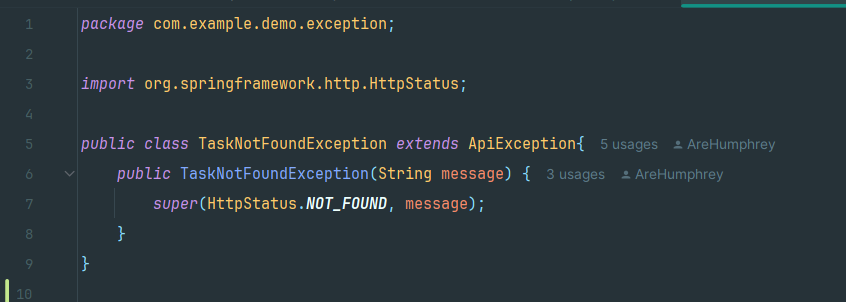 1 package com.example.demo.exception;
2
3 import org.springframework.http.HttpStatus;
4
5 public class TaskNotFoundException extends ApiException{ 5 usages AreHumphrey
6 public TaskNotFoundException(String message) { 3 usages AreHumphrey
7 super(HttpStatus.NOT_FOUND, message);
8 }
9 }
10